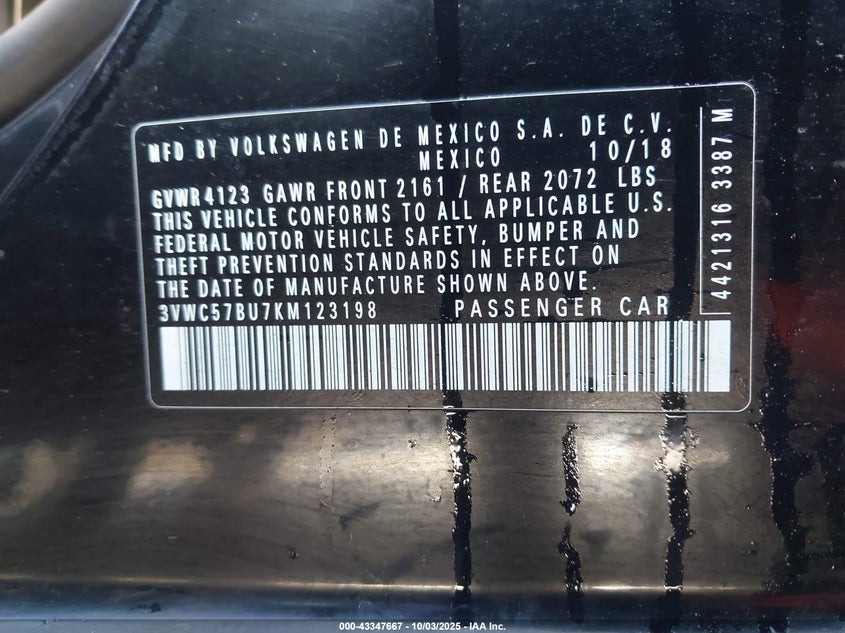 MFD BY VOLKSWAGEN DE MEXICO S.A. DE C.V.
MEXICO 10/18
GVWR 4123 GAWR FRONT 2161 / REAR 2072 LBS
THIS VEHICLE CONFORMS TO ALL APPLICABLE U.S.
FEDERAL MOTOR VEHICLE SAFETY, BUMPER AND
THEFT PREVENTION STANDARDS IN EFFECT ON
THE DATE OF MANUFACTURE SHOWN ABOVE.
3VWC57BU7KM123198 PASSENGER CAR
4421316 3387 M
000-43347667 - 10/03/2025 - IAA Inc.